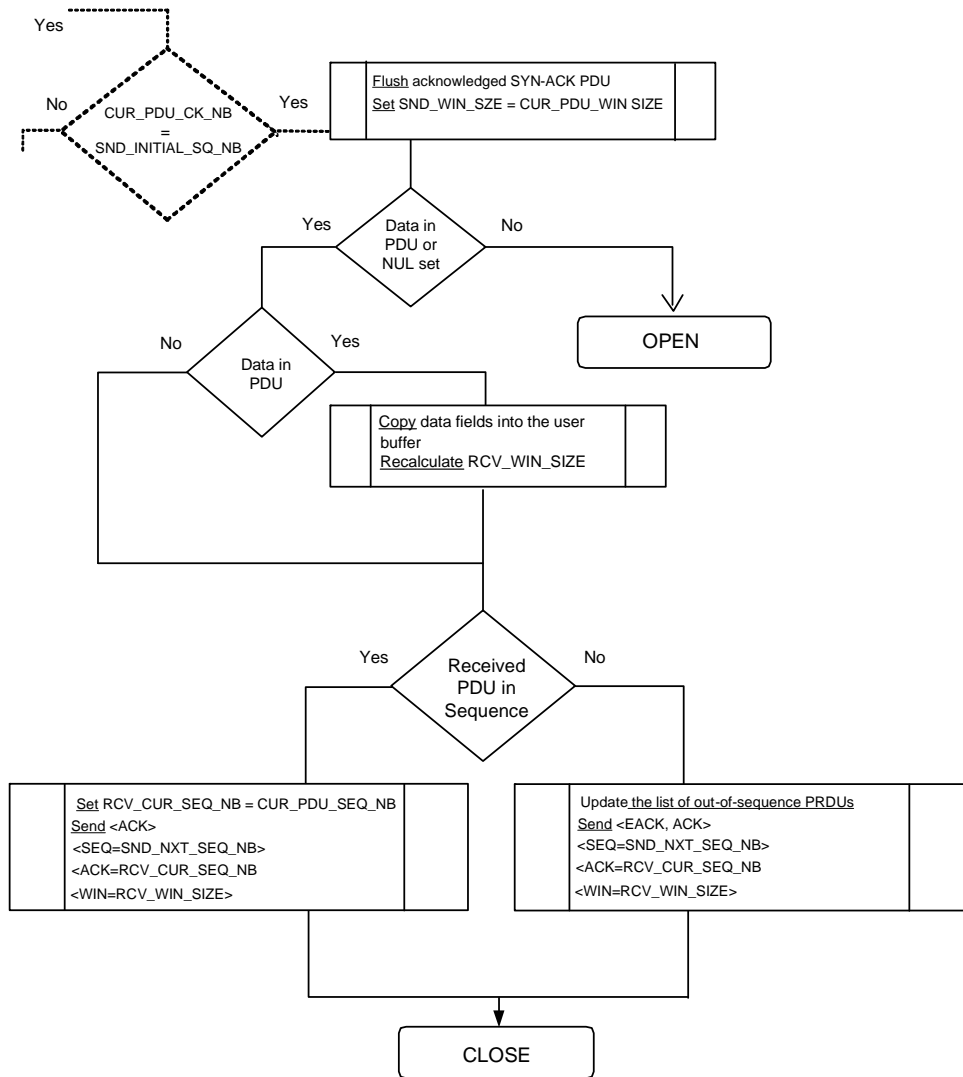 Yes
No
CUR_PDU_CK_NB
=
SND_INITIAL_SQ_NB
Yes
Flush acknowledged SYN-ACK PDU
Set SND_WIN_SZE = CUR_PDU_WIN SIZE
Yes
Data in
PDU or
NUL set
No
OPEN
No
Data in
PDU
Yes
Copy data fields into the user
buffer
Recalculate RCV_WIN_SIZE
Yes
Received
PDU in
Sequence
No
Set RCV_CUR_SEQ_NB = CUR_PDU_SEQ_NB
Send <ACK>
<SEQ=SND_NXT_SEQ_NB>
<ACK=RCV_CUR_SEQ_NB
<WIN=RCV_WIN_SIZE>
Update the list of out-of-sequence PRDUs
Send <EACK, ACK>
<SEQ=SND_NXT_SEQ_NB>
<ACK=RCV_CUR_SEQ_NB
<WIN=RCV_WIN_SIZE>
CLOSE